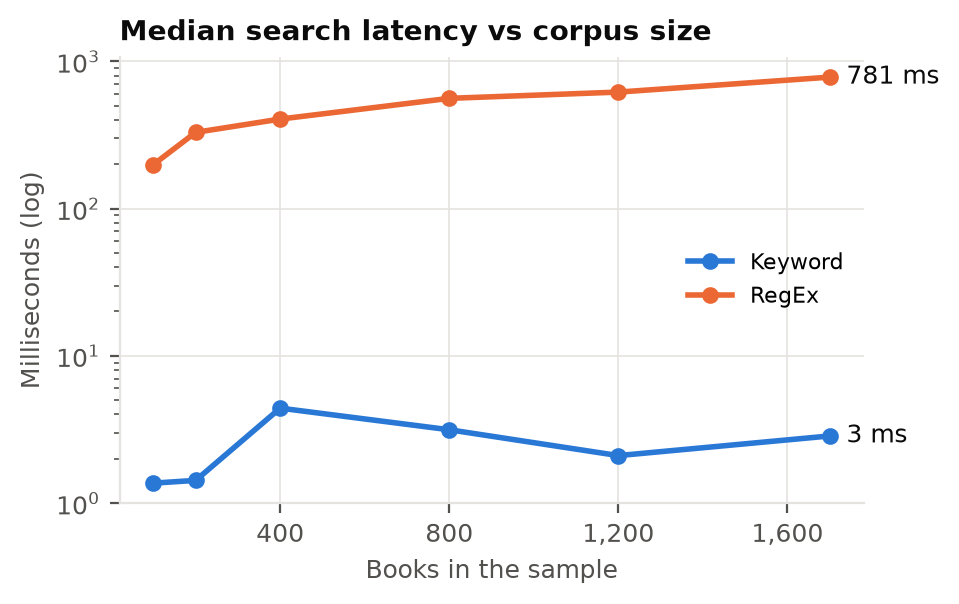 Median search latency vs corpus size
10³
10²
10¹
10⁰
Milliseconds (log)
781 ms
Keyword
RegEx
3 ms
400
800
1,200
1,600
Books in the sample